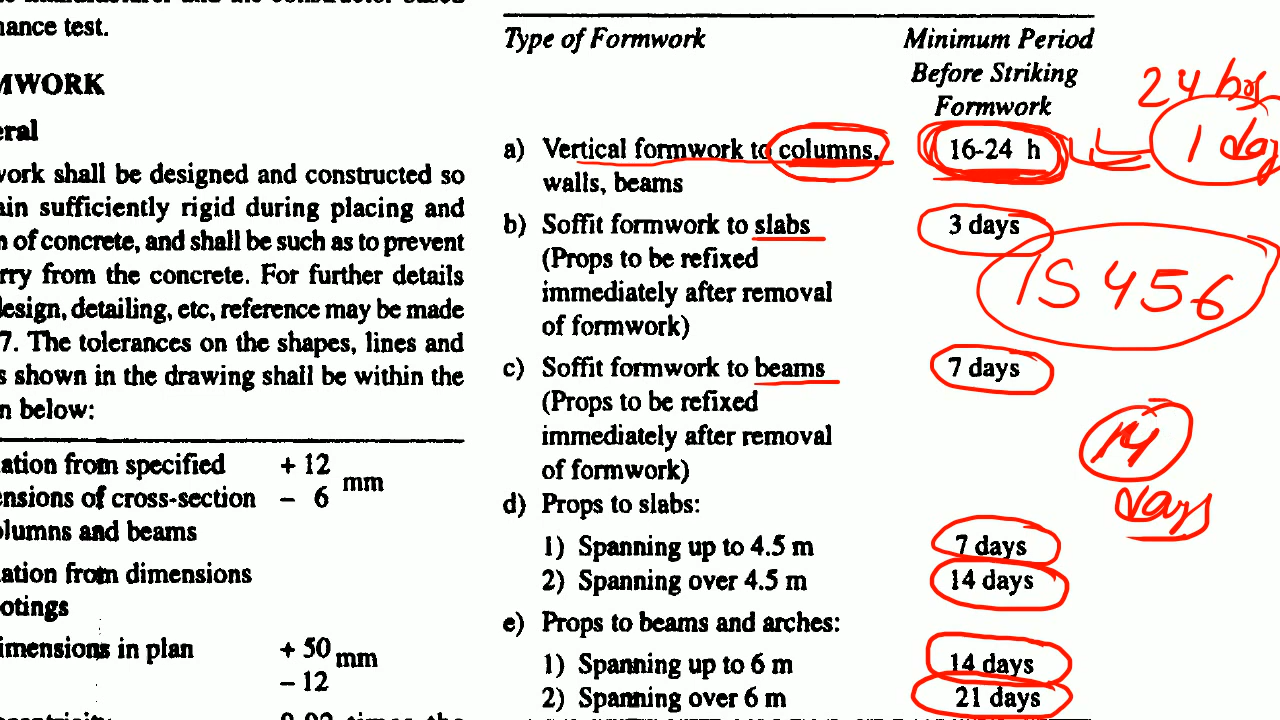 mance test.
MWORK
eral
work shall be designed and constructed so
ain sufficiently rigid during placing and
n of concrete, and shall be such as to prevent
rry from the concrete. For further details
design, detailing, etc, reference may be made
7. The tolerances on the shapes, lines and
s shown in the drawing shall be within the
n below:
ation from specified + 12
ensions of cross-section − 6 mm
olumns and beams
ation from dimensions
otings
imensions in plan + 50 mm
− 12
0.02 times the
Type of Formwork Minimum Period
Before Striking
Formwork
24 hrs
a) Vertical formwork to columns, 16-24 h
1 day
walls, beams
b) Soffit formwork to slabs 3 days
(Props to be refixed
immediately after removal
of formwork)
IS 456
c) Soffit formwork to beams 7 days
(Props to be refixed
immediately after removal
of formwork)
14
days
d) Props to slabs:
1) Spanning up to 4.5 m 7 days
2) Spanning over 4.5 m 14 days
e) Props to beams and arches:
1) Spanning up to 6 m 14 days
2) Spanning over 6 m 21 days